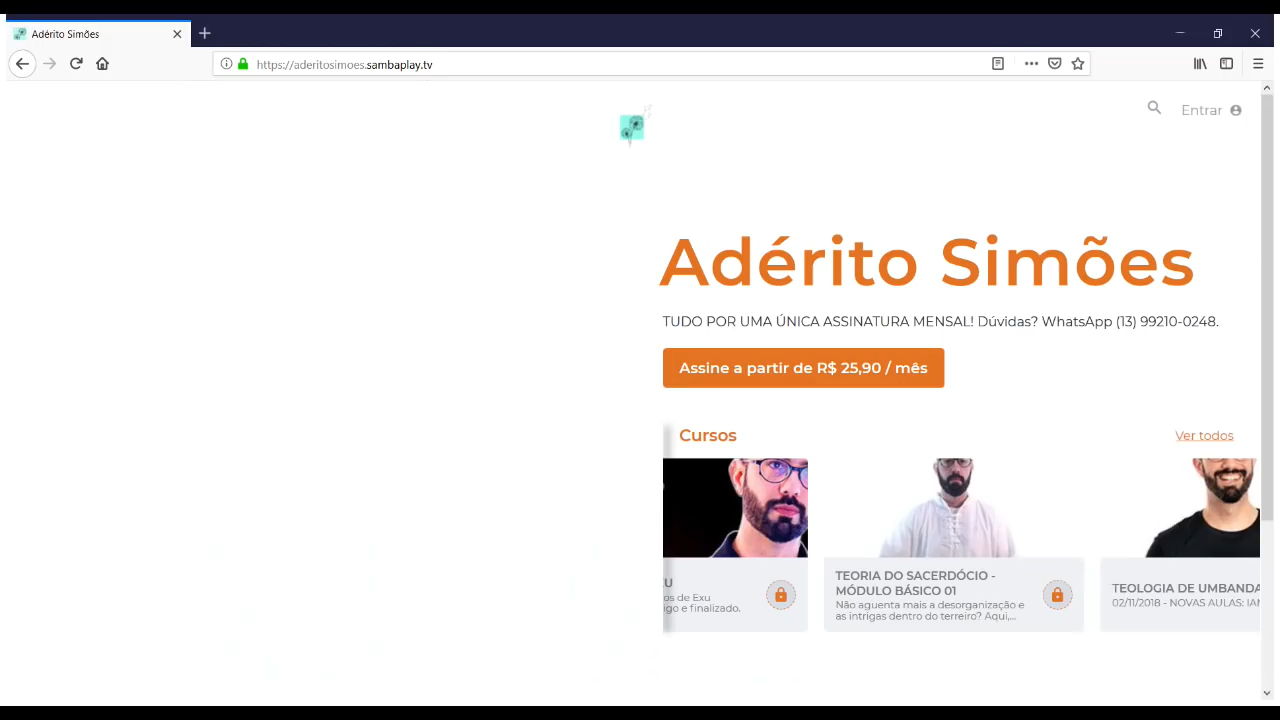 Adérito Simões
https://aderitosimoes.sambaplay.tv
Entrar
Adérito Simões
TUDO POR UMA ÚNICA ASSINATURA MENSAL! Dúvidas? WhatsApp (13) 99210-0248.
Assine a partir de R$ 25,90 / mês
Cursos
Ver todos
os de Exu
igo e finalizado.
TEORIA DO SACERDÓCIO -
MÓDULO BÁSICO 01
Não aguenta mais a desorganização e
as intrigas dentro do terreiro? Aqui,...
TEOLOGIA DE UMBANDA
02/11/2018 - NOVAS AULAS: IAN